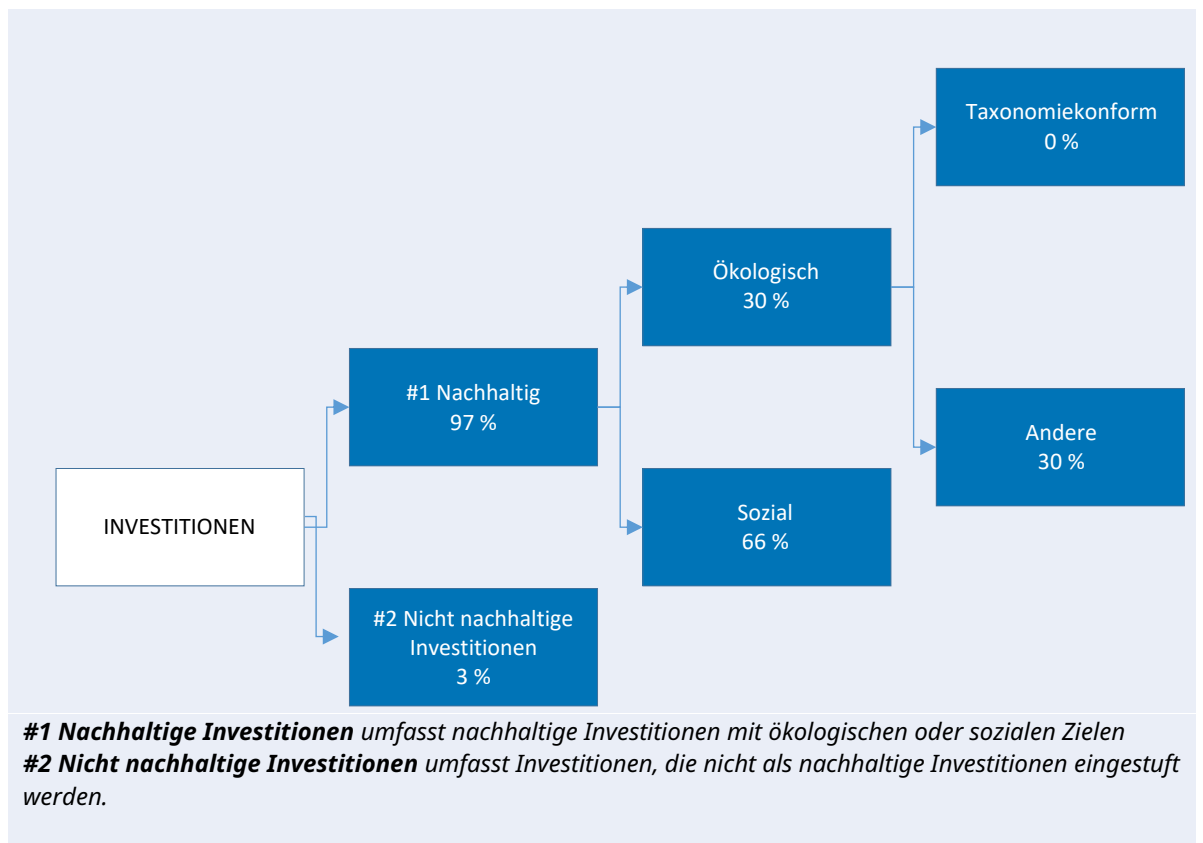 Taxonomiekonform
0 %
Ökologisch
30 %
#1 Nachhaltig
97 %
Andere
30 %
INVESTITIONEN
Sozial
66 %
#2 Nicht nachhaltige
Investitionen
3 %
#1 Nachhaltige Investitionen umfasst nachhaltige Investitionen mit ökologischen oder sozialen Zielen
#2 Nicht nachhaltige Investitionen umfasst Investitionen, die nicht als nachhaltige Investitionen eingestuft
werden.